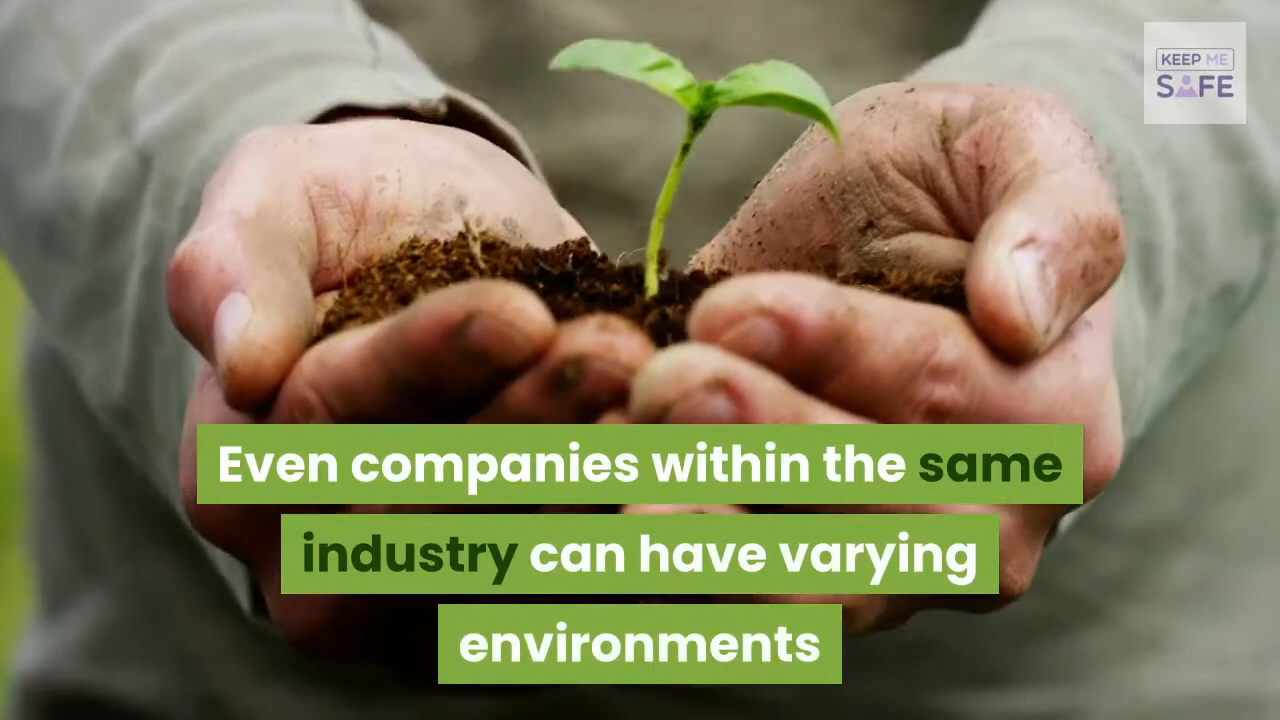 KEEP ME
SAFE
Even companies within the same
industry can have varying
environments